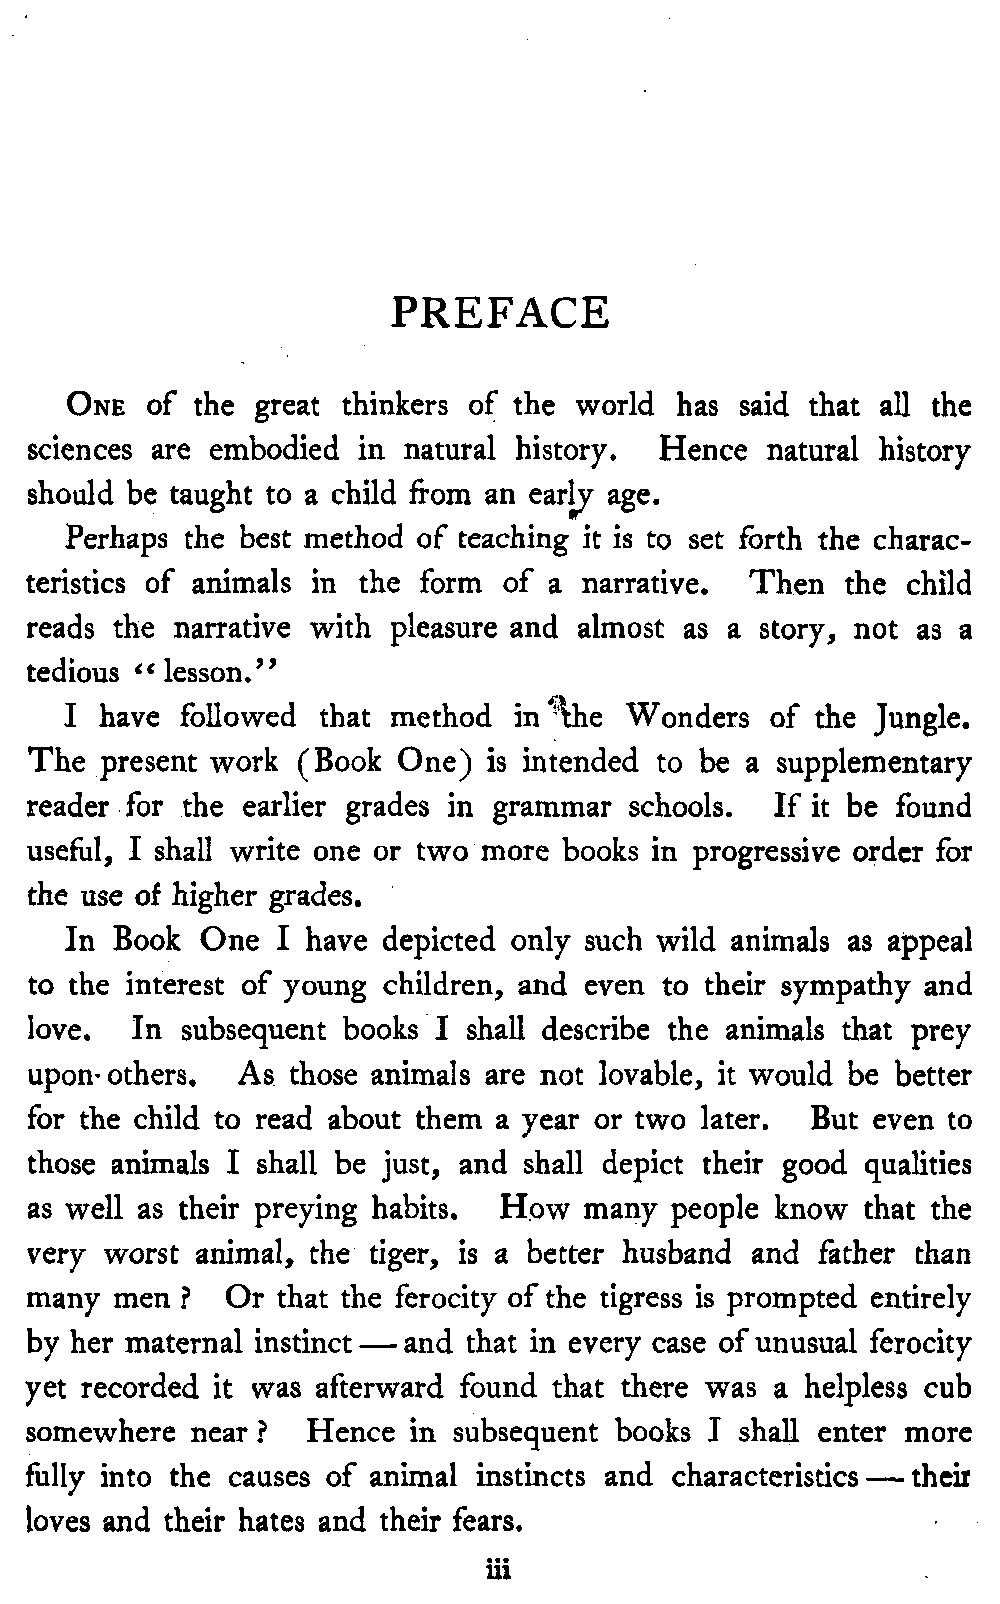 PREFACE
ONE of the great thinkers of the world has said that all the
sciences are embodied in natural history. Hence natural history
should be taught to a child from an early age.
Perhaps the best method of teaching it is to set forth the charac-
teristics of animals in the form of a narrative. Then the child
reads the narrative with pleasure and almost as a story, not as a
tedious “lesson.”
I have followed that method in the Wonders of the Jungle.
The present work (Book One) is intended to be a supplementary
reader for the earlier grades in grammar schools. If it be found
useful, I shall write one or two more books in progressive order for
the use of higher grades.
In Book One I have depicted only such wild animals as appeal
to the interest of young children, and even to their sympathy and
love. In subsequent books I shall describe the animals that prey
upon others. As those animals are not lovable, it would be better
for the child to read about them a year or two later. But even to
those animals I shall be just, and shall depict their good qualities
as well as their preying habits. How many people know that the
very worst animal, the tiger, is a better husband and father than
many men? Or that the ferocity of the tigress is prompted entirely
by her maternal instinct — and that in every case of unusual ferocity
yet recorded it was afterward found that there was a helpless cub
somewhere near? Hence in subsequent books I shall enter more
fully into the causes of animal instincts and characteristics — their
loves and their hates and their fears.
iii